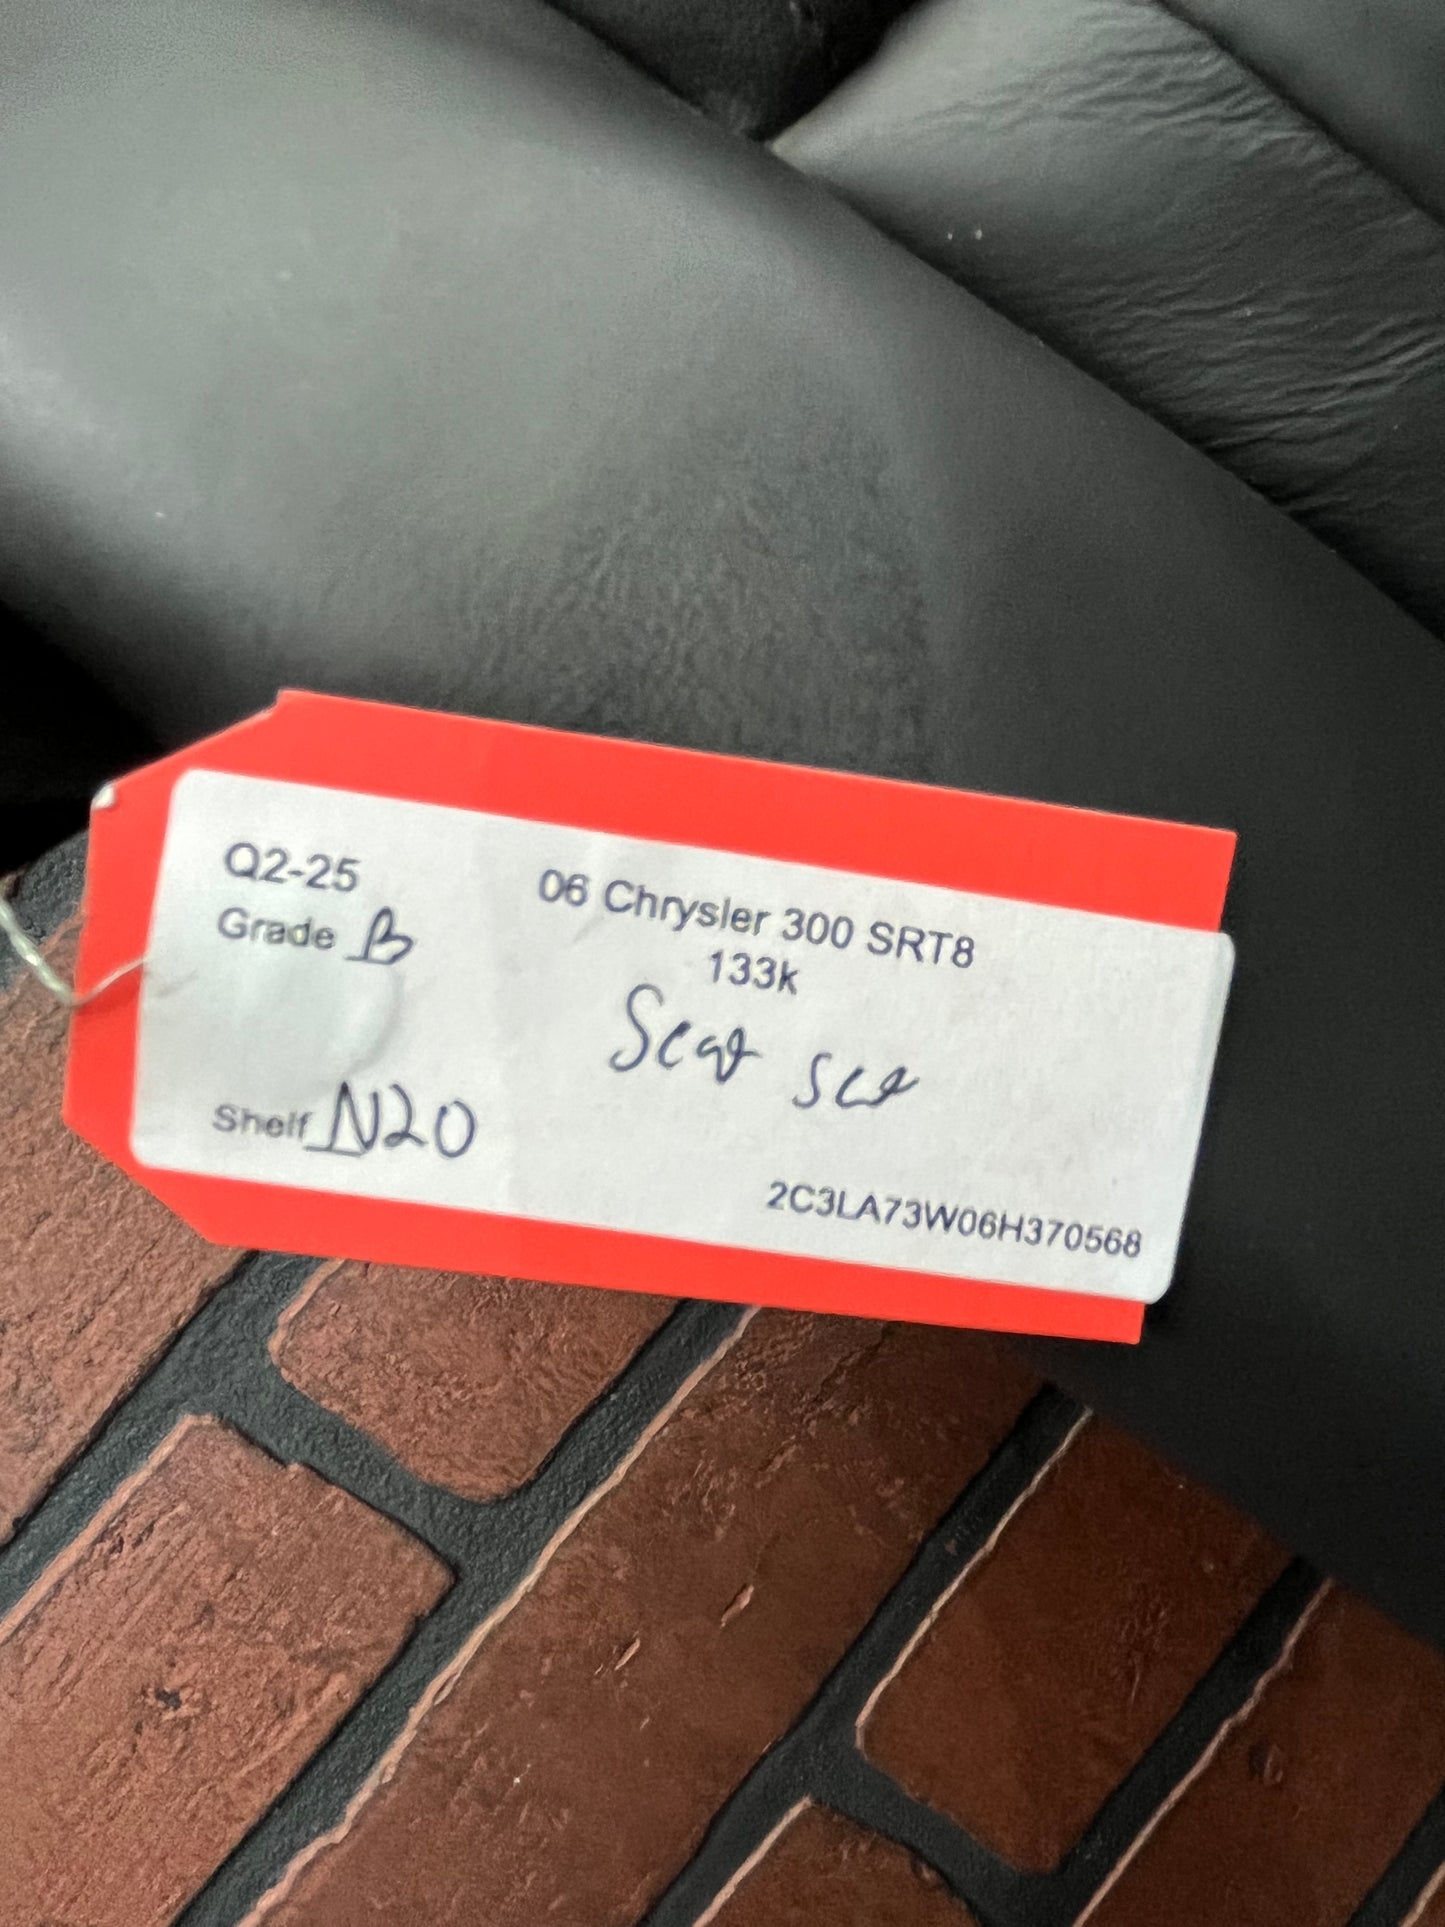 Q2-25
Grade B
06 Chrysler 300 SRT8
133k
Seat set
Shelf N20
2C3LA73W06H370568